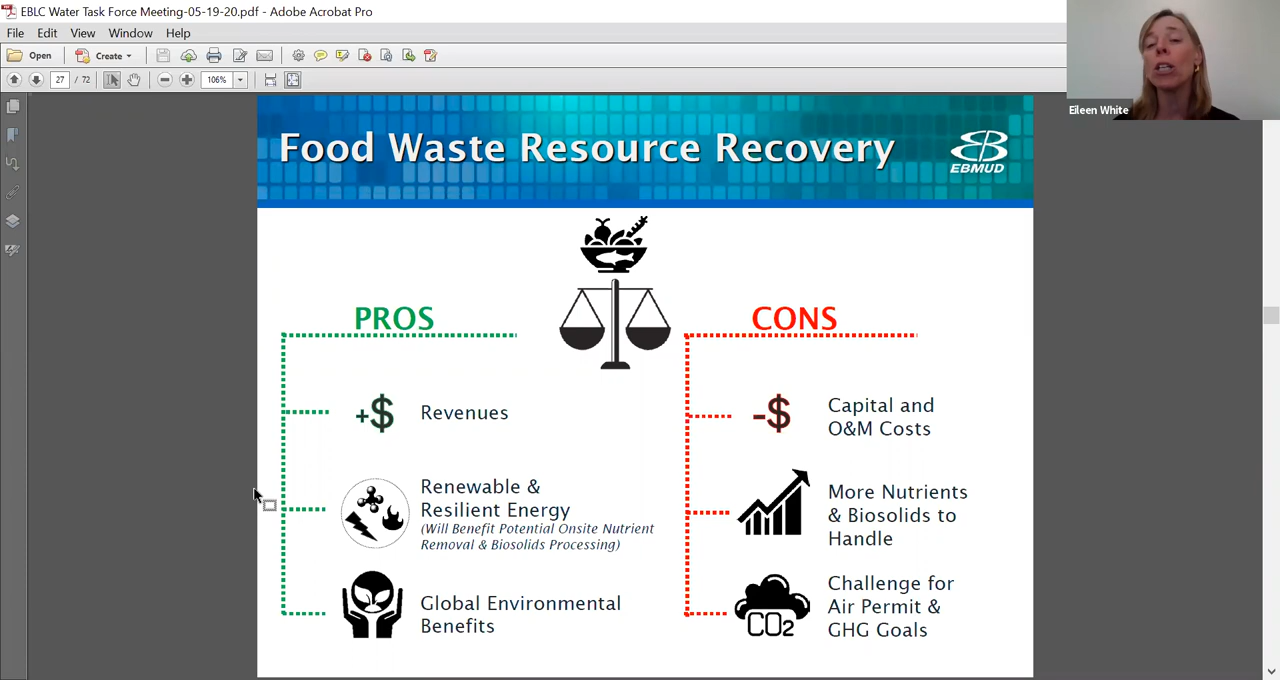 EBLC Water Task Force Meeting-05-19-20.pdf - Adobe Acrobat Pro
File Edit View Window Help
Open Create
27 / 72 106%
Eileen White
Food Waste Resource Recovery
EBMUD
PROS
+$ Revenues
Renewable &
Resilient Energy
(Will Benefit Potential Onsite Nutrient
Removal & Biosolids Processing)
Global Environmental
Benefits
CONS
-$ Capital and
O&M Costs
More Nutrients
& Biosolids to
Handle
CO2
Challenge for
Air Permit &
GHG Goals